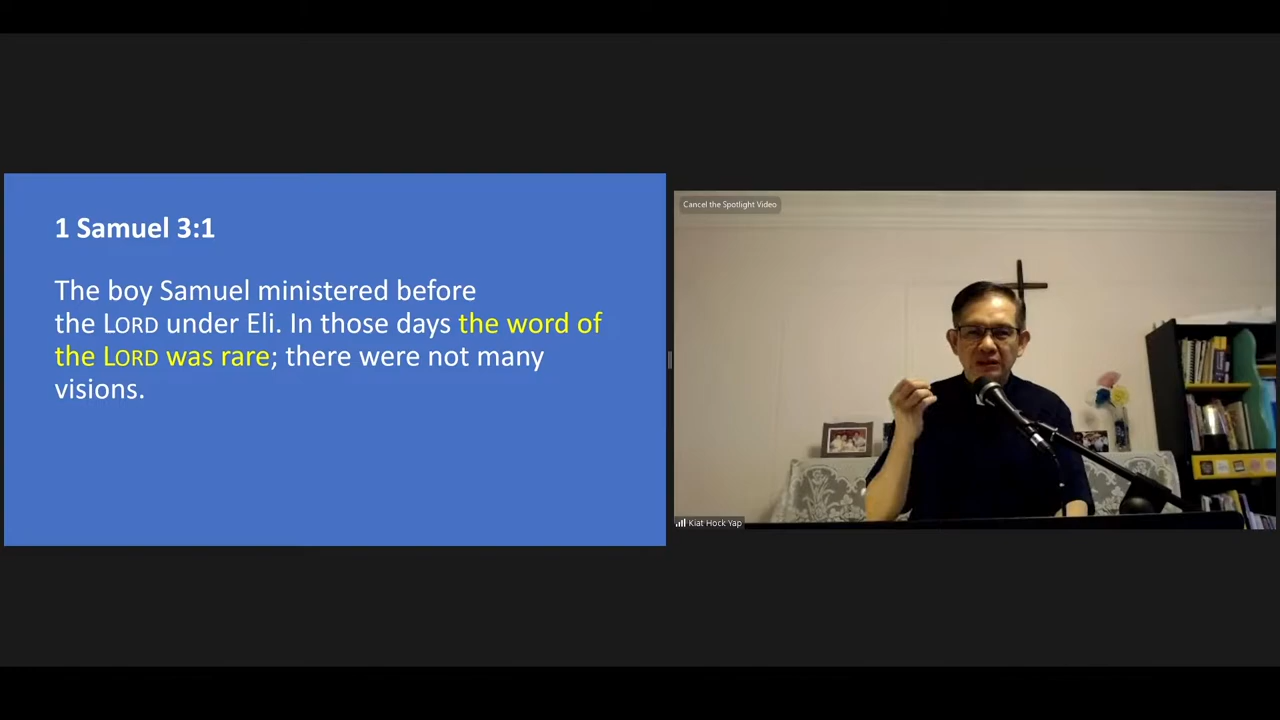 1 Samuel 3:1
The boy Samuel ministered before
the LORD under Eli. In those days the word of
the LORD was rare; there were not many
visions.
Cancel the Spotlight Video
Kiat Hock Yap